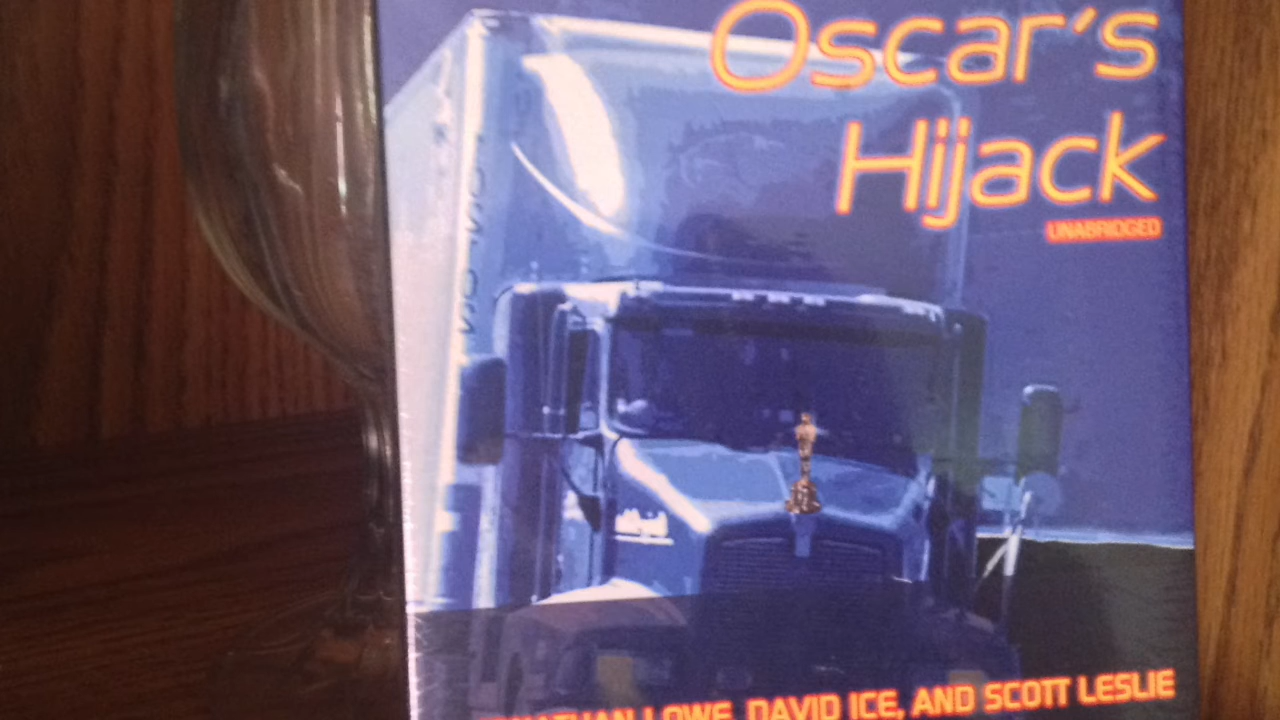 Oscar's
Hijack
UNABRIDGED
JONATHAN LOWE, DAVID ICE, AND SCOTT LESLIE